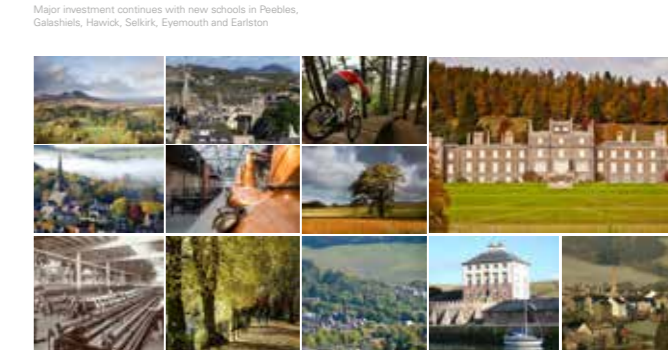 Major investment continues with new schools in Peebles,
Galashiels, Hawick, Selkirk, Eyemouth and Earlston